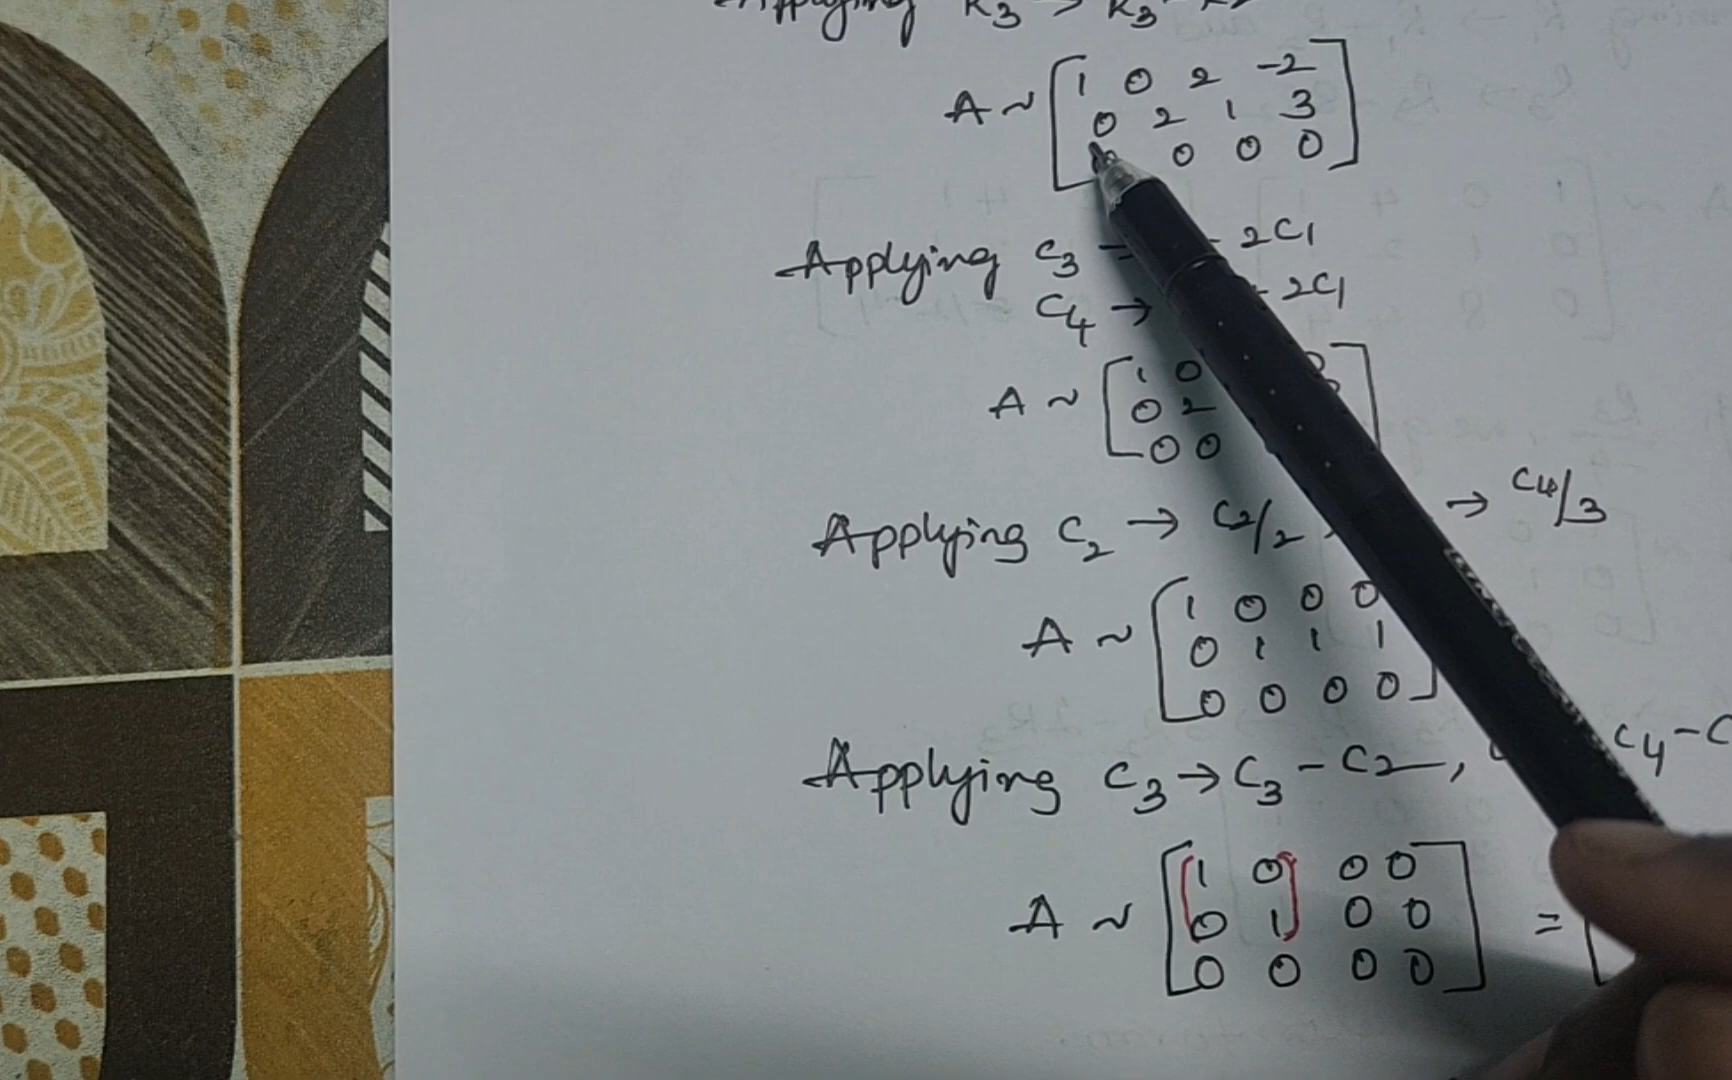 Applying R3 → R3
A ~ [1 0 2 -2
0 2 1 3
0 0 0]
Applying C3 - 2C1
C4 → - 2C1
A ~ [1 0
0 2
0 0 ]
Applying C2 → C2/2, → C4/3
A ~ [1 0 0 0
0 1 1 1
0 0 0 0]
Applying C3 → C3 - C2, C4 - C
A ~ [1 0 0 0
0 1 0 0
0 0 0 0] = [